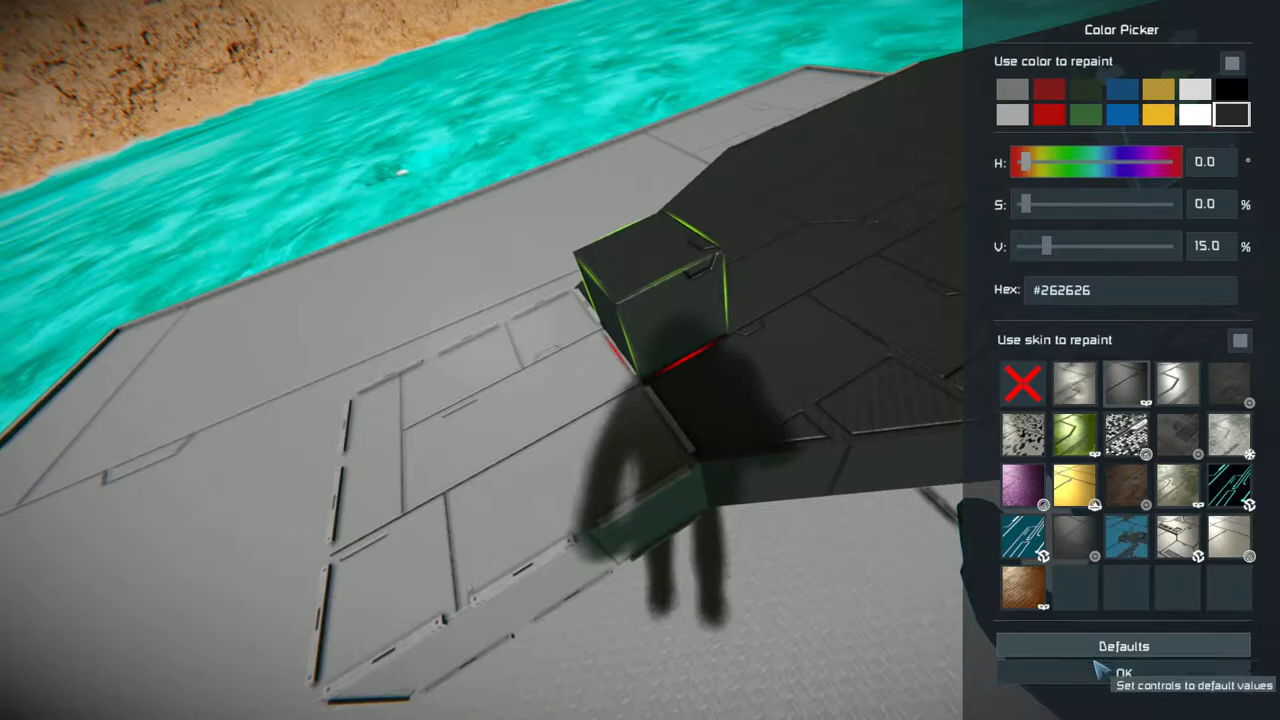 Color Picker
Use color to repaint
H: 0.0 °
S: 0.0 %
V: 15.0 %
Hex: #262626
Use skin to repaint
Defaults
OK
Set controls to default values